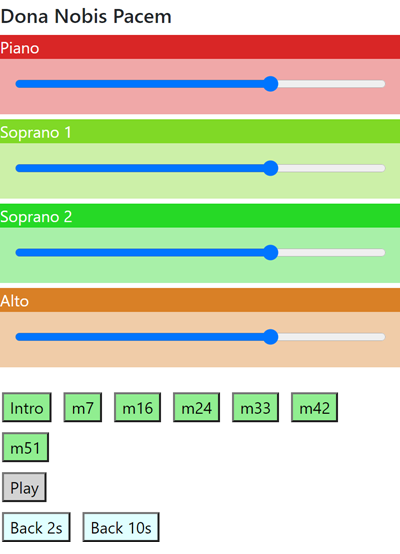 Dona Nobis Pacem
Piano
Soprano 1
Soprano 2
Alto
Intro m7 m16 m24 m33 m42
m51
Play
Back 2s Back 10s